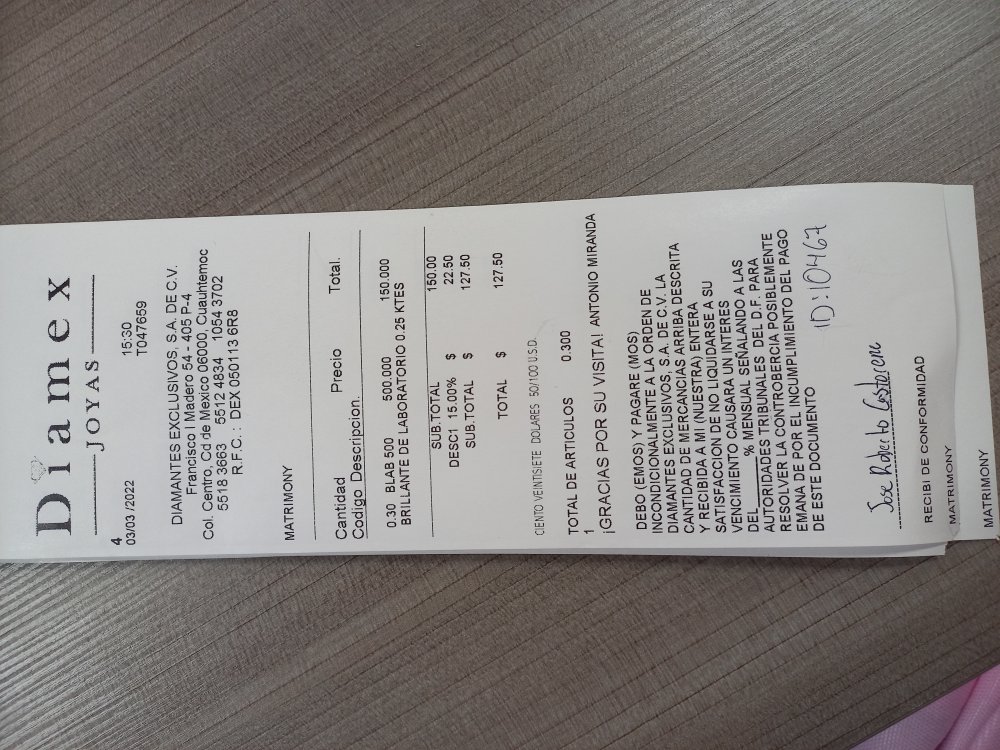 Diamex
JOYAS
4
03/03 /2022 15:30
T047659
DIAMANTES EXCLUSIVOS, S.A. DE C.V.
Francisco I Madero 54 - 405 P-4
Col. Centro, Cd de Mexico 06000, Cuauhtemoc
5518 3663 5512 4834 1054 3702
R.F.C. : DEX 050113 6R8
MATRIMONY
Cantidad Precio Total.
Codigo Descripcion.
0.30 BLAB 500 500.000 150.000
BRILLANTE DE LABORATORIO 0.25 KTES
SUB.TOTAL 150.00
DESC1 15.00% $ 22.50
SUB.TOTAL $ 127.50
TOTAL $ 127.50
CIENTO VEINTISIETE DOLARES 50/100 U.S.D.
TOTAL DE ARTICULOS 0.300
1
¡GRACIAS POR SU VISITA! ANTONIO MIRANDA
DEBO (EMOS) Y PAGARE (MOS)
INCONDICIONALMENTE A LA ORDEN DE
DIAMANTES EXCLUSIVOS, S.A. DE C.V. LA
CANTIDAD DE MERCANCIAS ARRIBA DESCRITA
Y RECIBIDA A MI (NUESTRA) ENTERA
SATISFACCION DE NO LIQUIDARSE A SU
VENCIMIENTO CAUSARA UN INTERES
DEL____% MENSUAL SEÑALANDO A LAS
AUTORIDADES TRIBUNALES DEL D.F. PARA
RESOLVER LA CONTROBERCIA POSIBLEMENTE
EMANA DE POR EL INCUMPLIMIENTO DEL PAGO
DE ESTE DOCUMENTO
ID:10467
Jose Roberto
RECIBI DE CONFORMIDAD
MATRIMONY
MATRIMONY